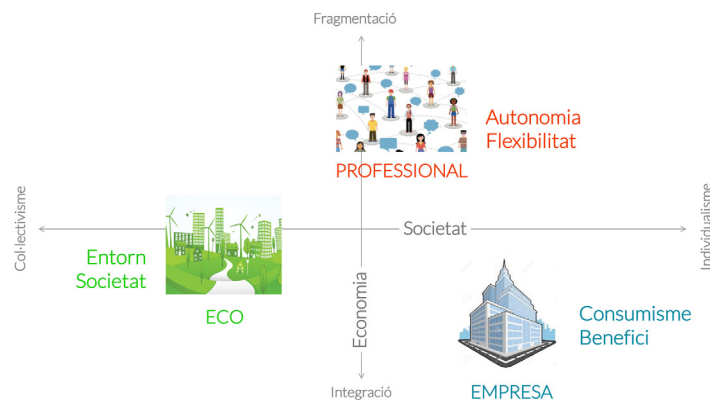 Fragmentació
Autonomia
Flexibilitat
PROFESSIONAL
Col·lectivisme
Societat
Individualisme
Entorn
Societat
ECO
Economia
Consumisme
Benefici
Integració
EMPRESA